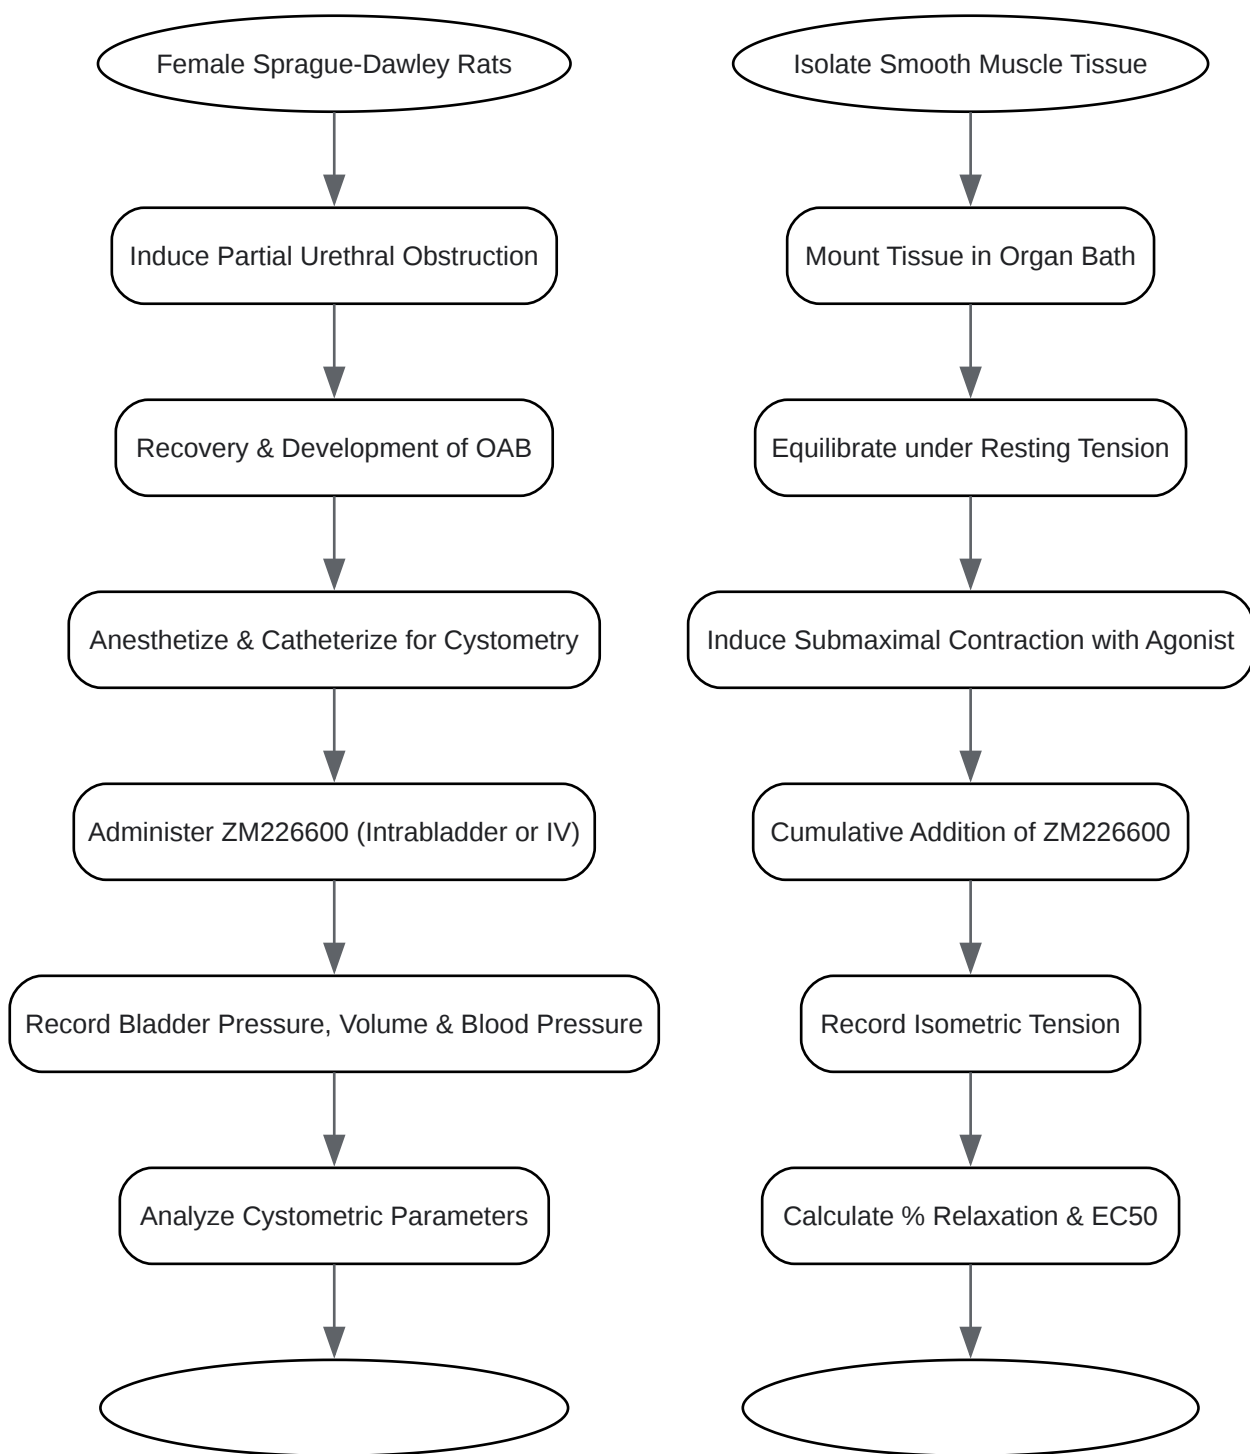 Female Sprague-Dawley Rats
Induce Partial Urethral Obstruction
Recovery & Development of OAB
Anesthetize & Catheterize for Cystometry
Administer ZM226600 (Intrabladder or IV)
Record Bladder Pressure, Volume & Blood Pressure
Analyze Cystometric Parameters
Isolate Smooth Muscle Tissue
Mount Tissue in Organ Bath
Equilibrate under Resting Tension
Induce Submaximal Contraction with Agonist
Cumulative Addition of ZM226600
Record Isometric Tension
Calculate % Relaxation & EC50